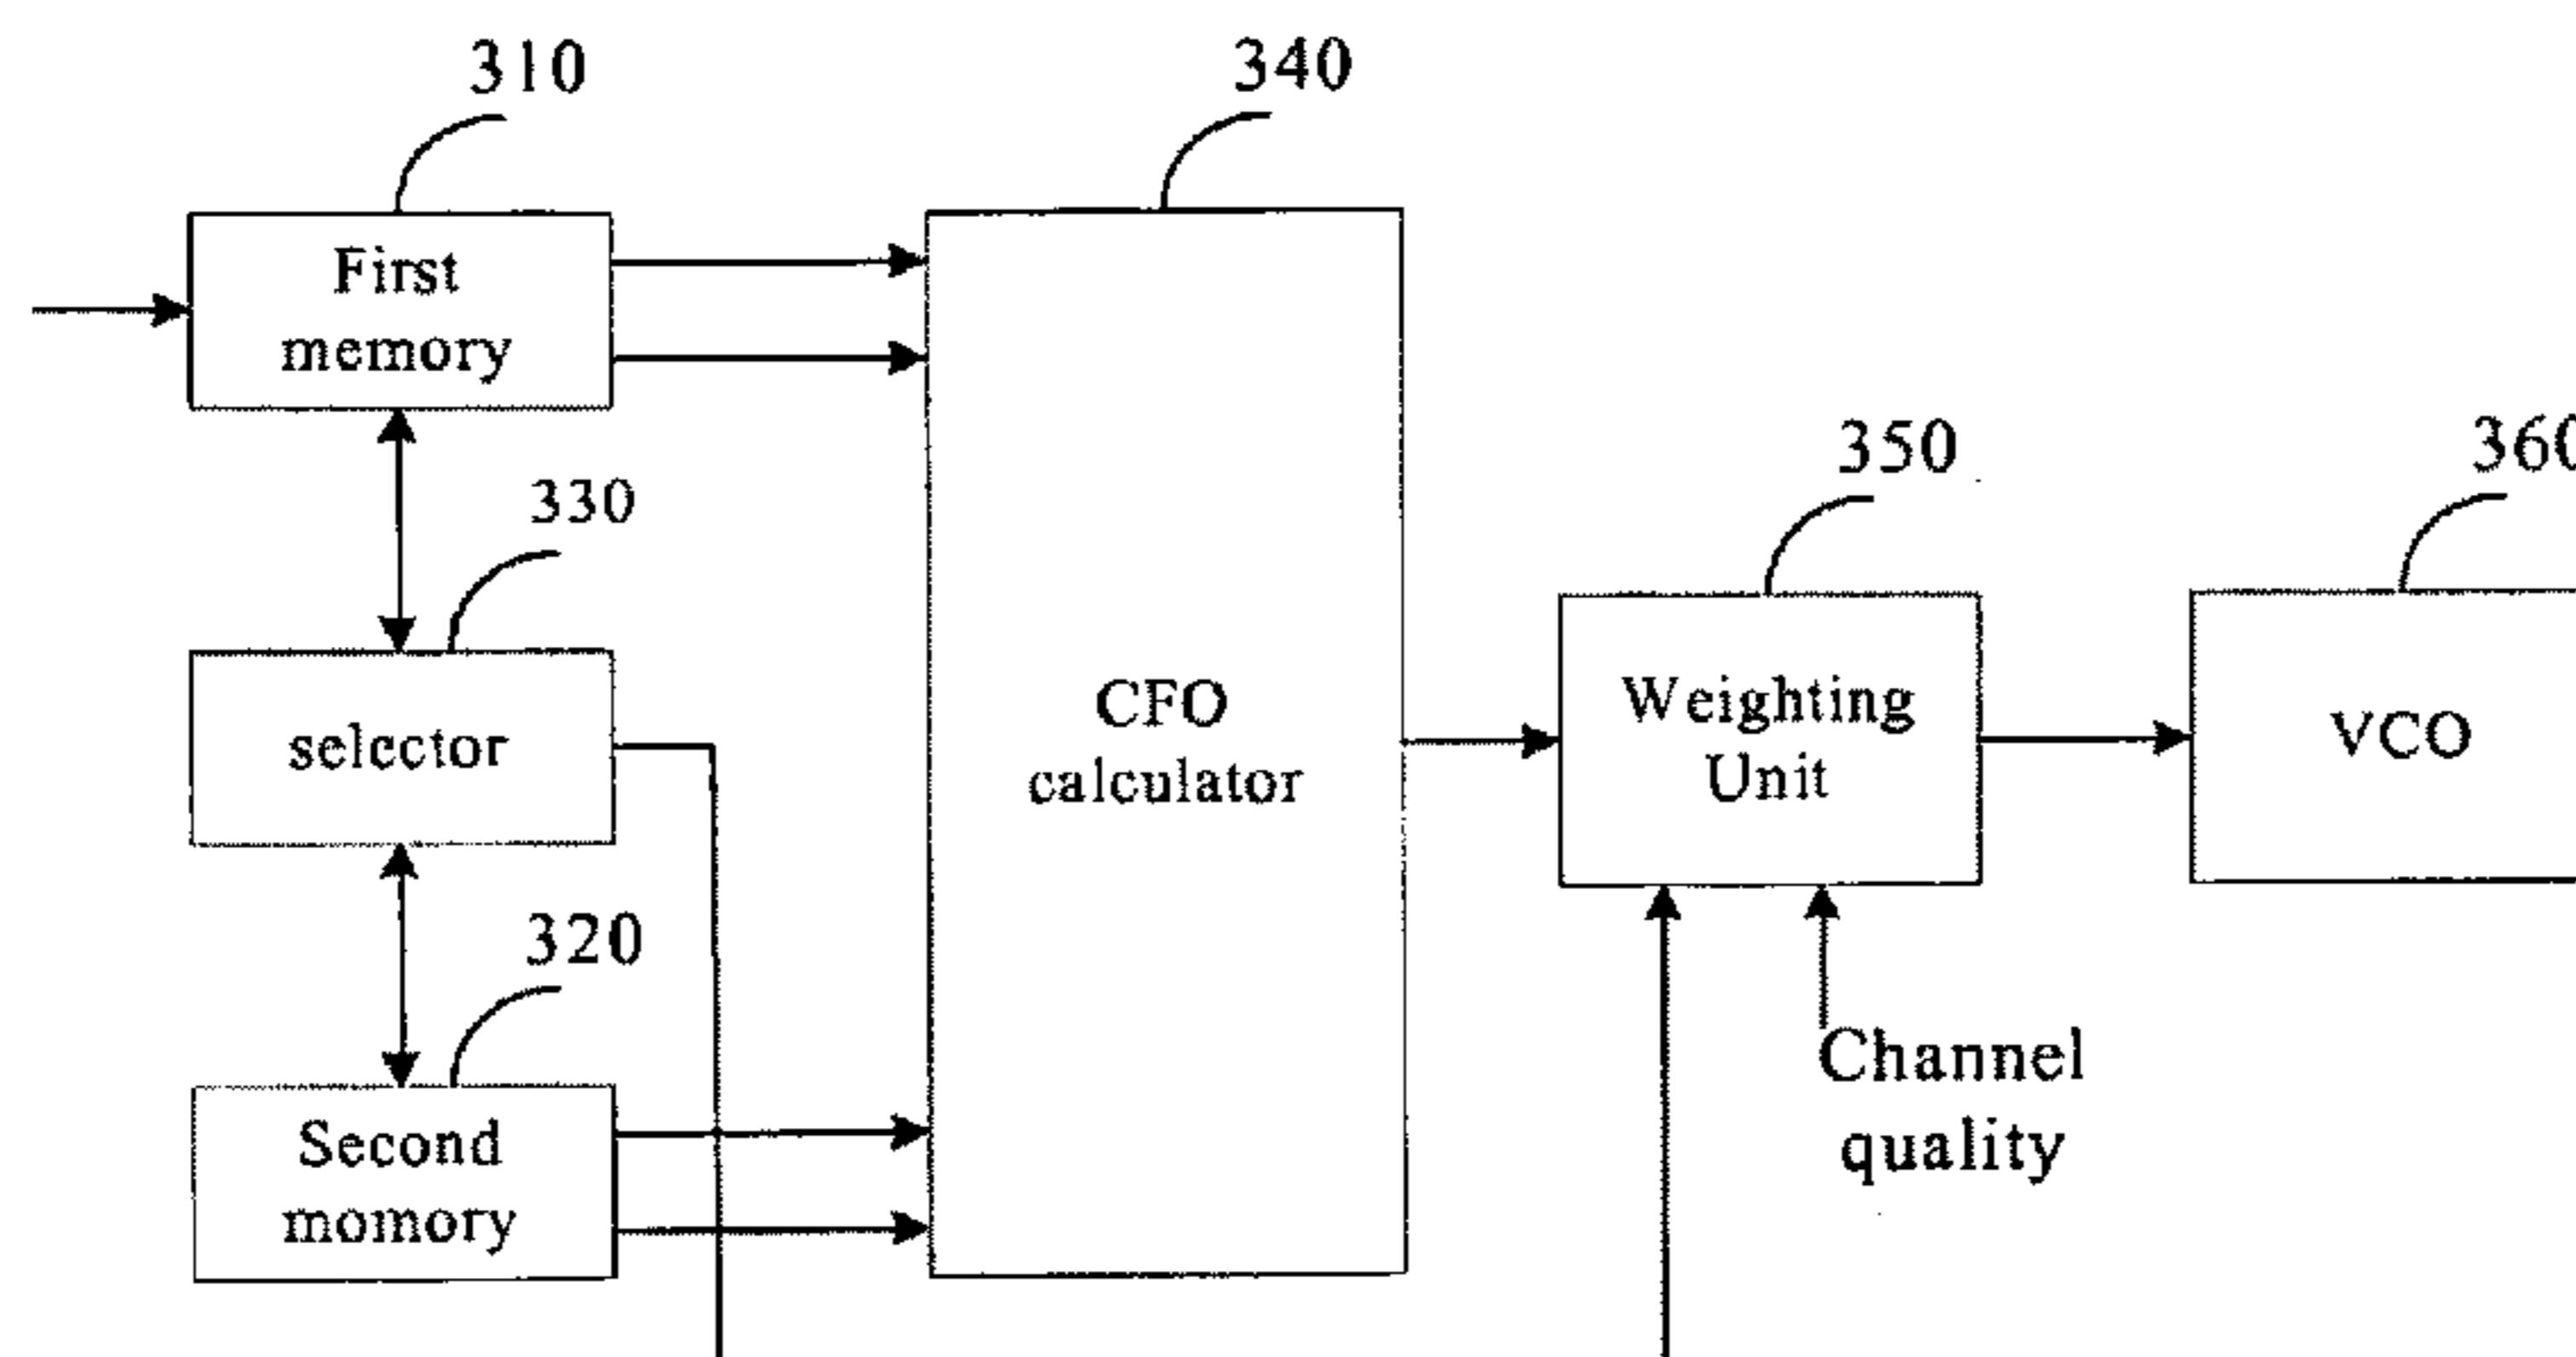 310
340
First
memory
330
350
360
selector
CFO
calculator
Weighting
Unit
VCO
320
Second
momory
Channel
quality